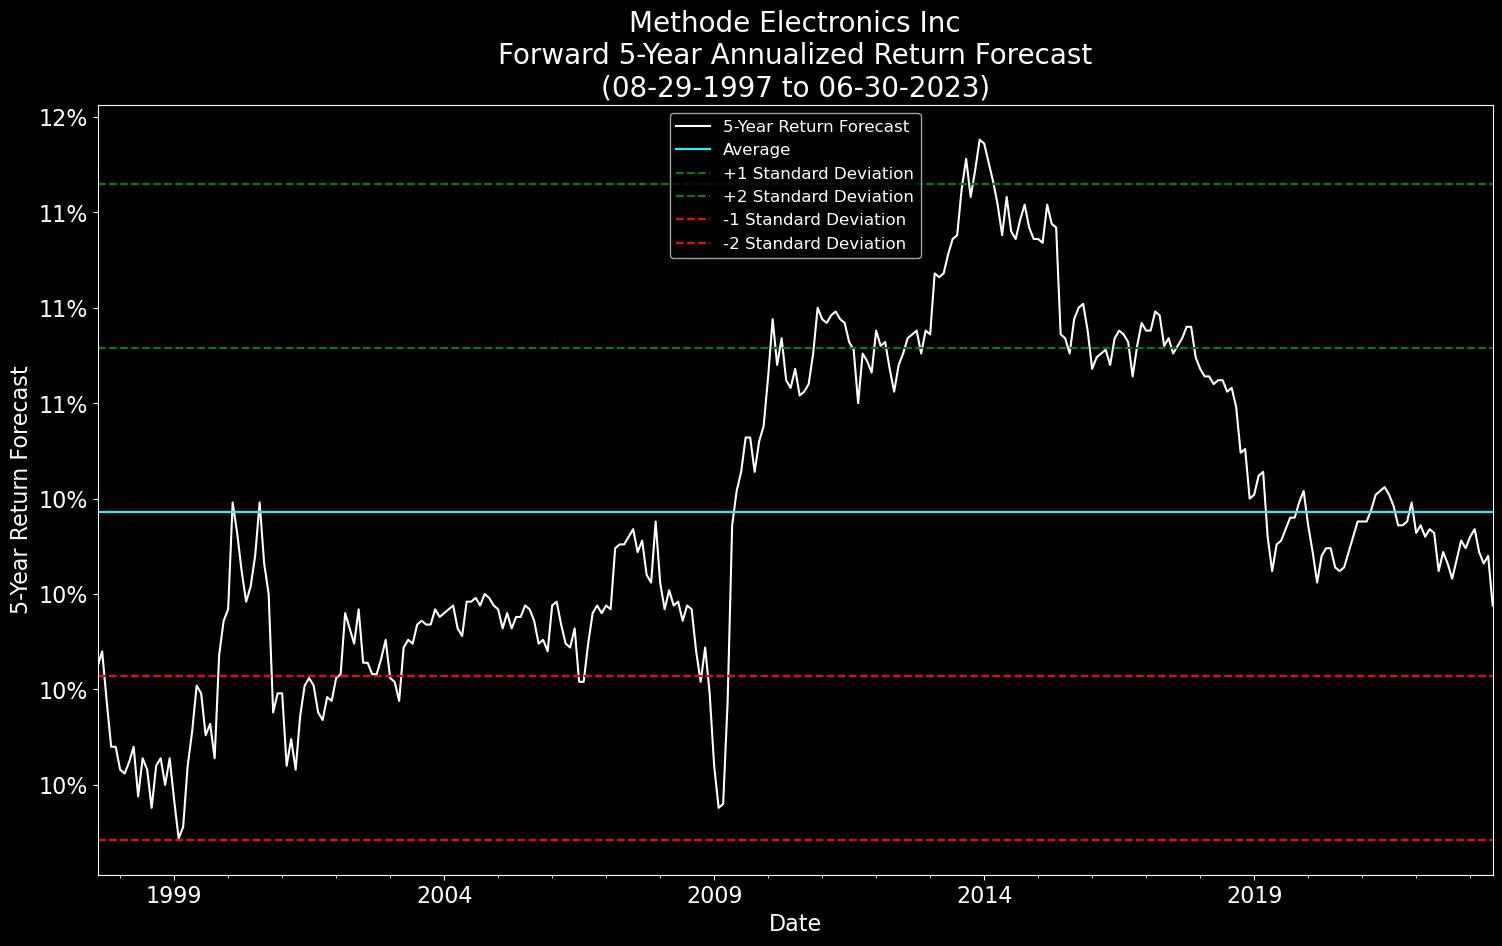 Methode Electronics Inc
Forward 5-Year Annualized Return Forecast
(08-29-1997 to 06-30-2023)
12%
11%
11%
11%
10%
10%
10%
10%
5-Year Return Forecast
5-Year Return Forecast
Average
+1 Standard Deviation
+2 Standard Deviation
-1 Standard Deviation
-2 Standard Deviation
1999
2004
2009
2014
2019
Date